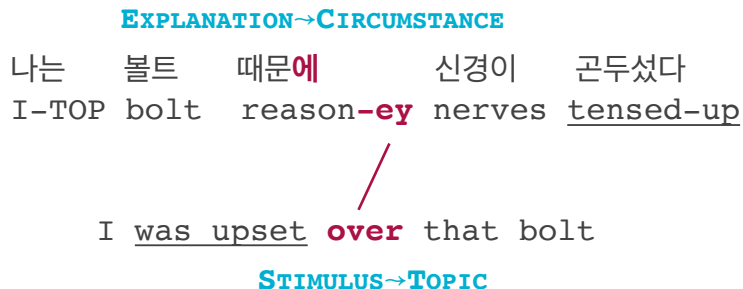 EXPLANATION→CIRCUMSTANCE
나는 볼트 때문에 신경이 곤두섰다
I-TOP bolt reason-ey nerves tensed-up
I was upset over that bolt
STIMULUS→TOPIC